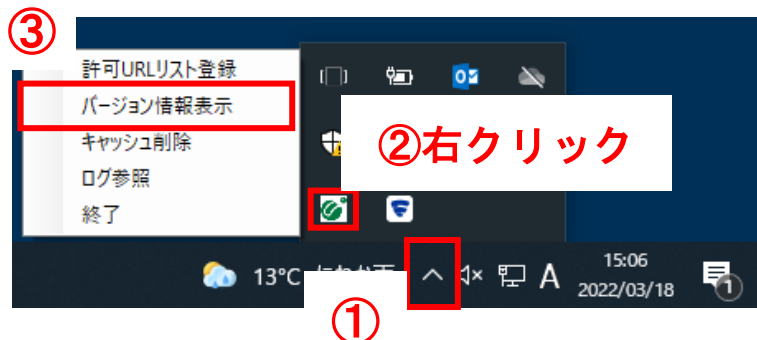 ③
許可URLリスト登録
バージョン情報表示
キャッシュ削除
ログ参照
終了
②右クリック
13°C
A
15:06
2022/03/18
1
①